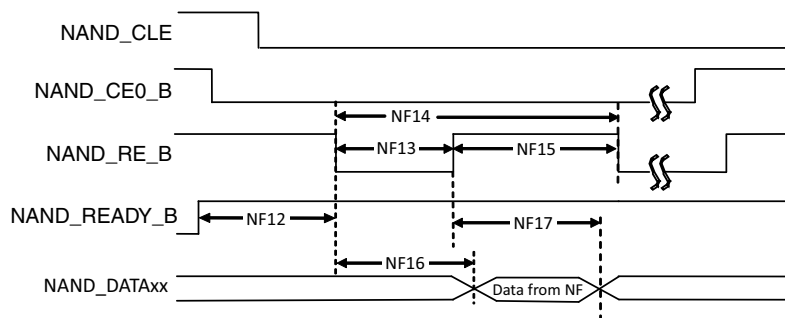 NAND_CLE
NAND_CE0_B
NF14
NAND_RE_B
NF13
NF15
NAND_READY_B
NF12
NF17
NF16
NAND_DATAxx
Data from NF